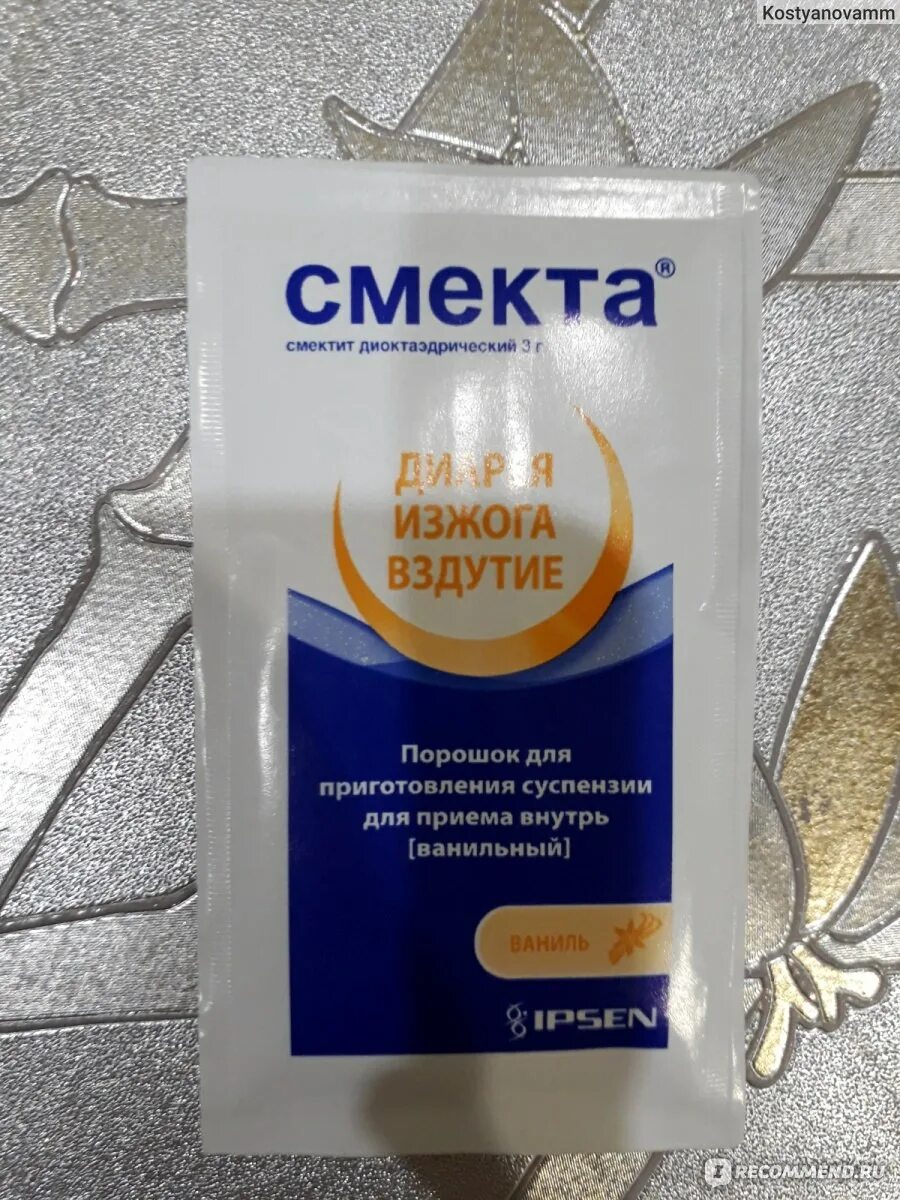 Kostyanovamm
смекта®
смектит диоктаэдрический 3 г
ДИАРЕЯ
ИЗЖОГА
ВЗДУТИЕ
Порошок для
приготовления суспензии
для приема внутрь
[ванильный]
ВАНИЛЬ
IPSEN
RECOMMEND.RU